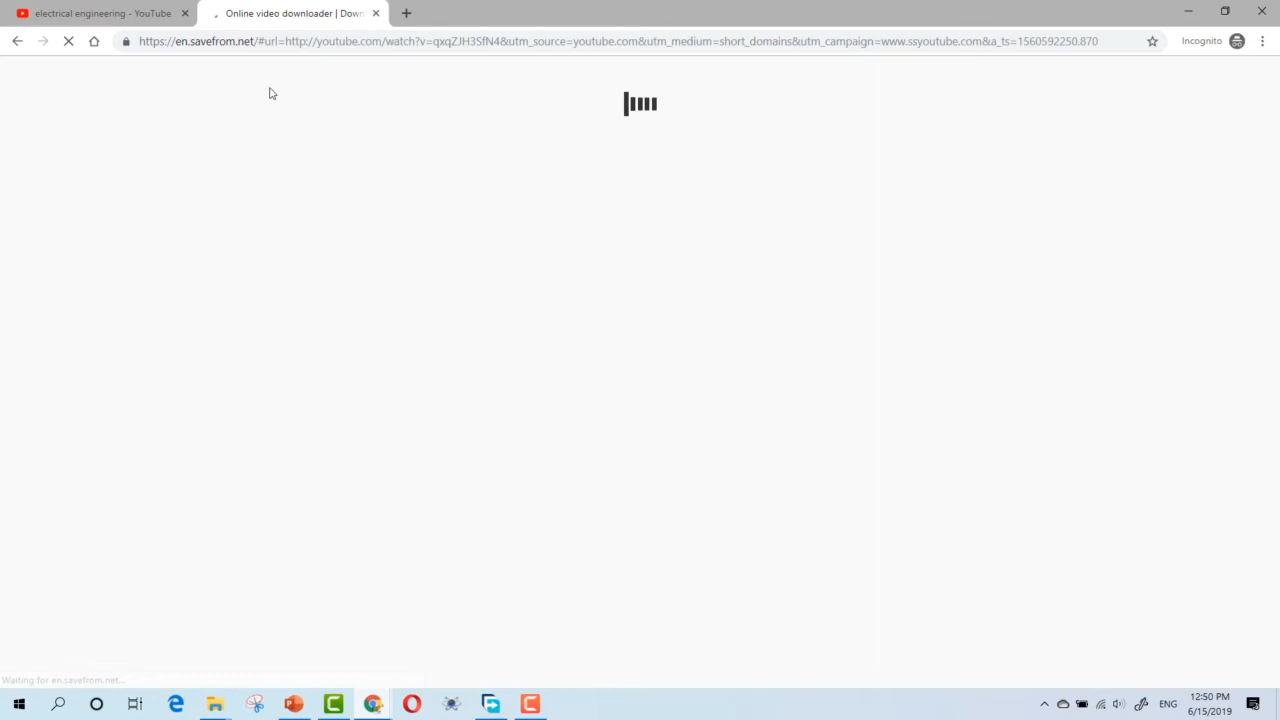 electrical engineering - YouTube
Online video downloader | Down
https://en.savefrom.net/#url=http://youtube.com/watch?v=qxqZJH3SfN4&utm_source=youtube.com&utm_medium=short_domains&utm_campaign=www.ssyoutube.com&a_ts=1560592250.870
Incognito
Waiting for en.savefrom.net...
ENG
12:50 PM
6/15/2019